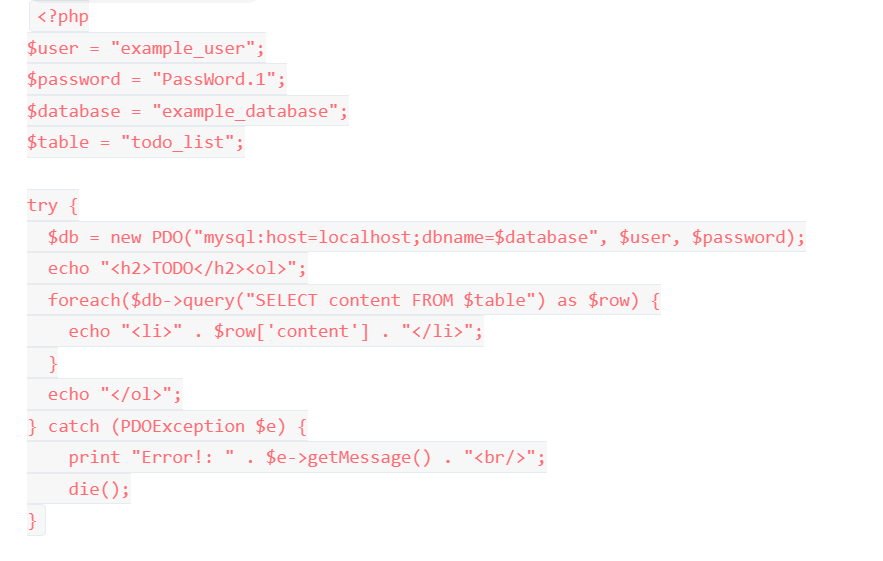 <?php
$user = "example_user";
$password = "PassWord.1";
$database = "example_database";
$table = "todo_list";

try {
  $db = new PDO("mysql:host=localhost;dbname=$database", $user, $password);
  echo "<h2>TODO</h2><ol>";
  foreach($db->query("SELECT content FROM $table") as $row) {
    echo "<li>" . $row['content'] . "</li>";
  }
  echo "</ol>";
} catch (PDOException $e) {
    print "Error!: " . $e->getMessage() . "<br/>";
    die();
}